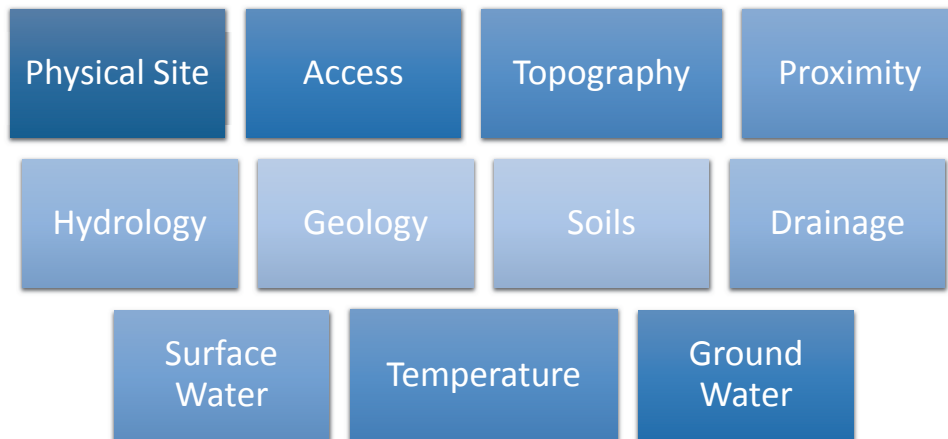 Physical Site
Access
Topography
Proximity
Hydrology
Geology
Soils
Drainage
Surface
Water
Temperature
Ground
Water